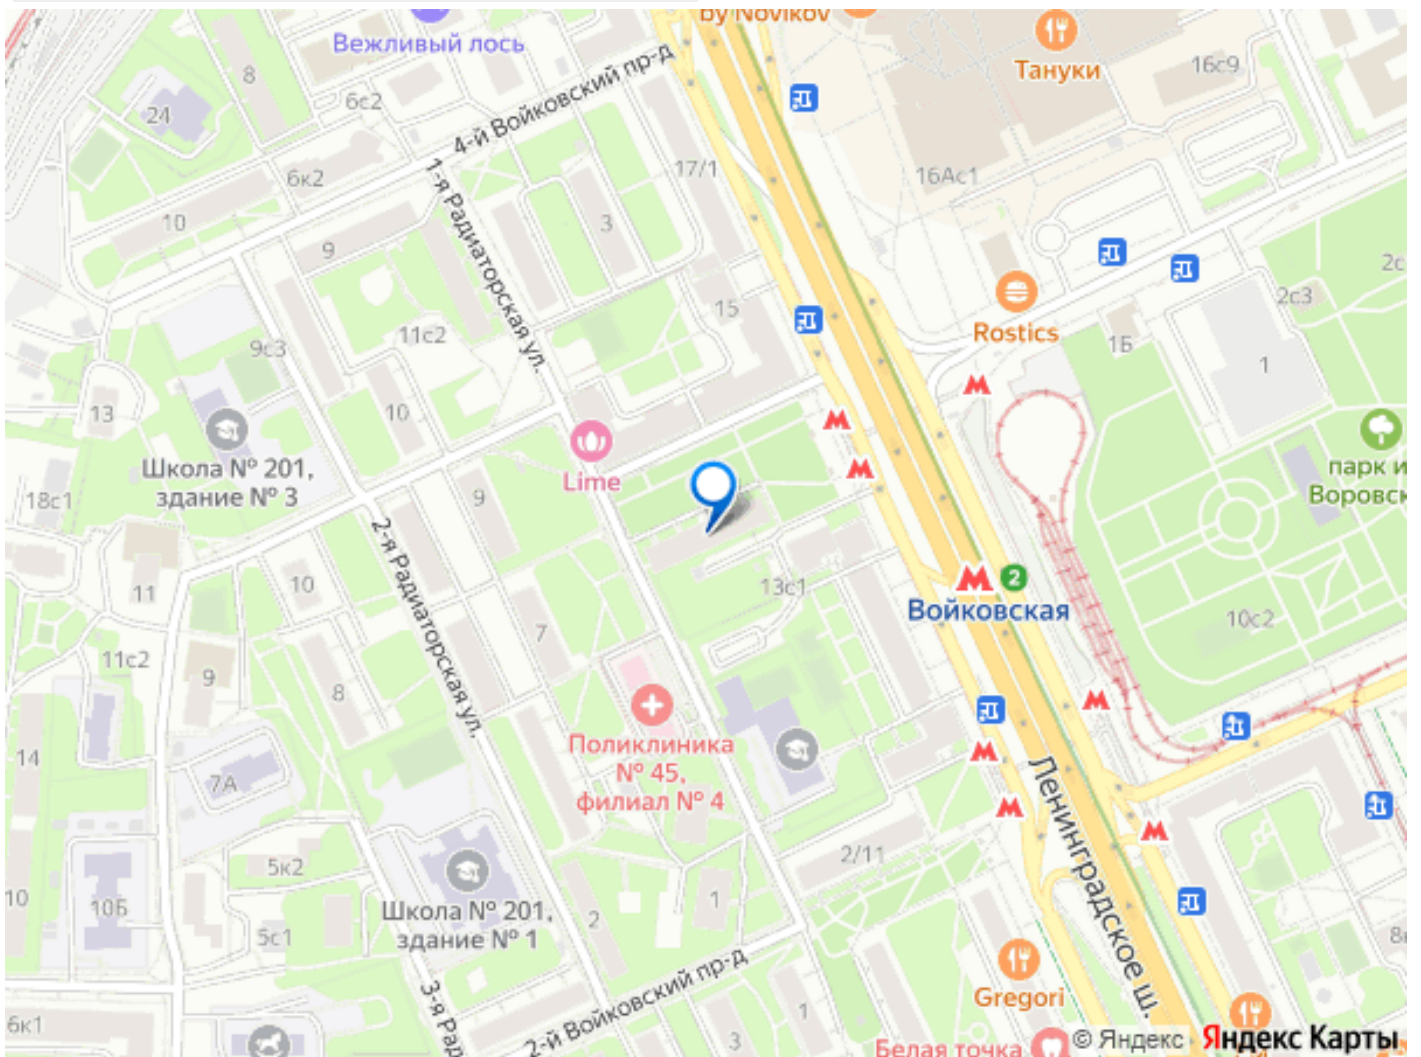 by Novikov
Вежливый лось
Тануки
16с9
8
6с2
24
4-й Войковский пр-д
17/1
16Ас1
6к2
1-я Радиаторская ул.
10
3
9
2с3
15
Rostics
11с2
1Б
9с3
1
13
10
Школа № 201,
здание № 3
Lime
парк и
Воровск
18с1
9
2-я Радиаторская ул.
2
Войковская
13с1
11
10
10с2
7
11с2
9
8
Поликлиника
№ 45,
филиал № 4
14
7А
Ленинградское ш.
2/11
5к2
10
10Б
1
Школа № 201,
здание № 1
2
5с1
2-й Войковский пр-д
Gregori
3-я Рад
6к1
1
3
Белая точка
© Яндекс
Яндекс Карты